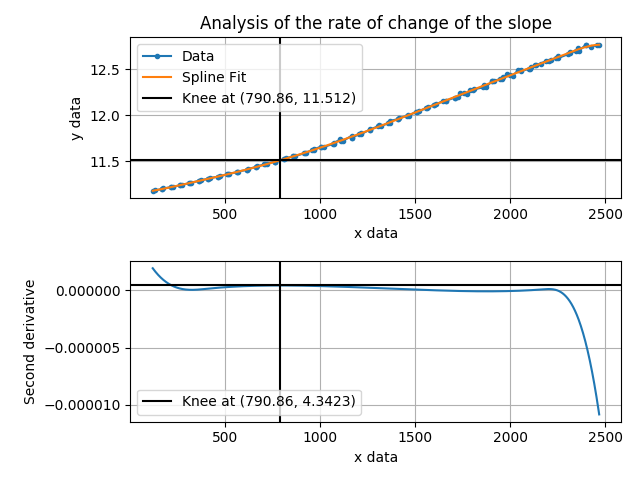 Analysis of the rate of change of the slope
Data
Spline Fit
Knee at (790.86, 11.512)
12.5
12.0
11.5
y data
500
1000
1500
2000
2500
x data
0.000000
−0.000005
−0.000010
Second derivative
Knee at (790.86, 4.3423)
500
1000
1500
2000
2500
x data